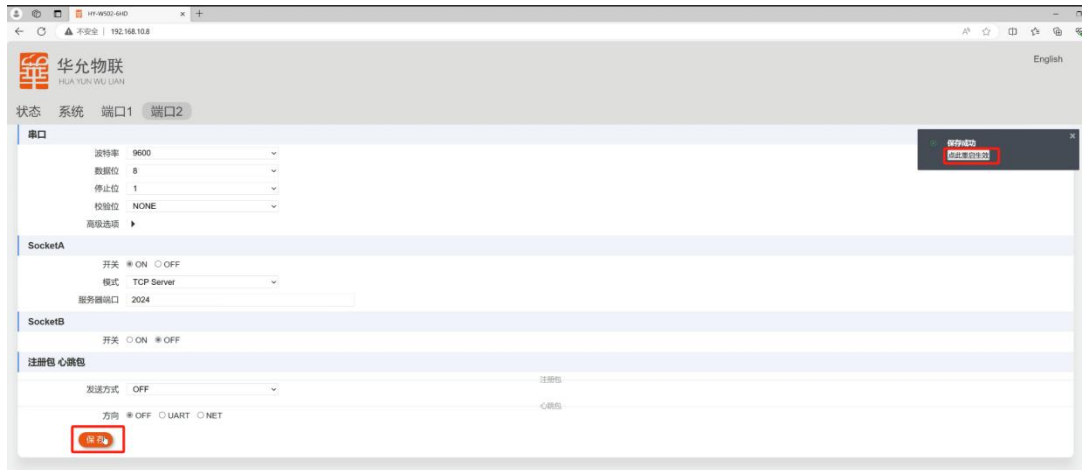 HY-W502-6HD
不安全 | 192.168.10.8
华允物联
HUA YUN WU LIAN
English
状态 系统 端口1 端口2
串口
波特率 9600
数据位 8
停止位 1
校验位 NONE
高级选项
保存成功
点此重启生效
SocketA
开关 ON OFF
模式 TCP Server
服务器端口 2024
SocketB
开关 ON OFF
注册包 心跳包
注册包
发送方式 OFF
心跳包
方向 OFF UART NET
保存